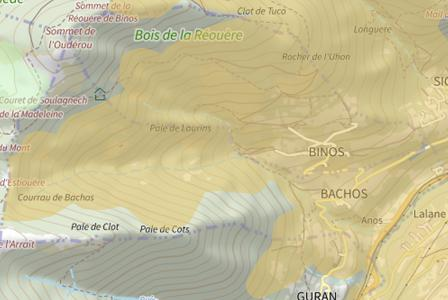 Sommet de la
Réouère de Binos
Clot de Tuco
Sommet de
l'Oudérou
Bois de la Réouère
Longuere
Rocher de l'Uhon
Couret de Soulagnech
de la Madeleine
Pale de Laurins
du Mont
BINOS
d'Estiouère
BACHOS
Courrau de Bachas
Anos
Lalane
Pale de Clot
Pale de Cots
l'Arrait
GURAN